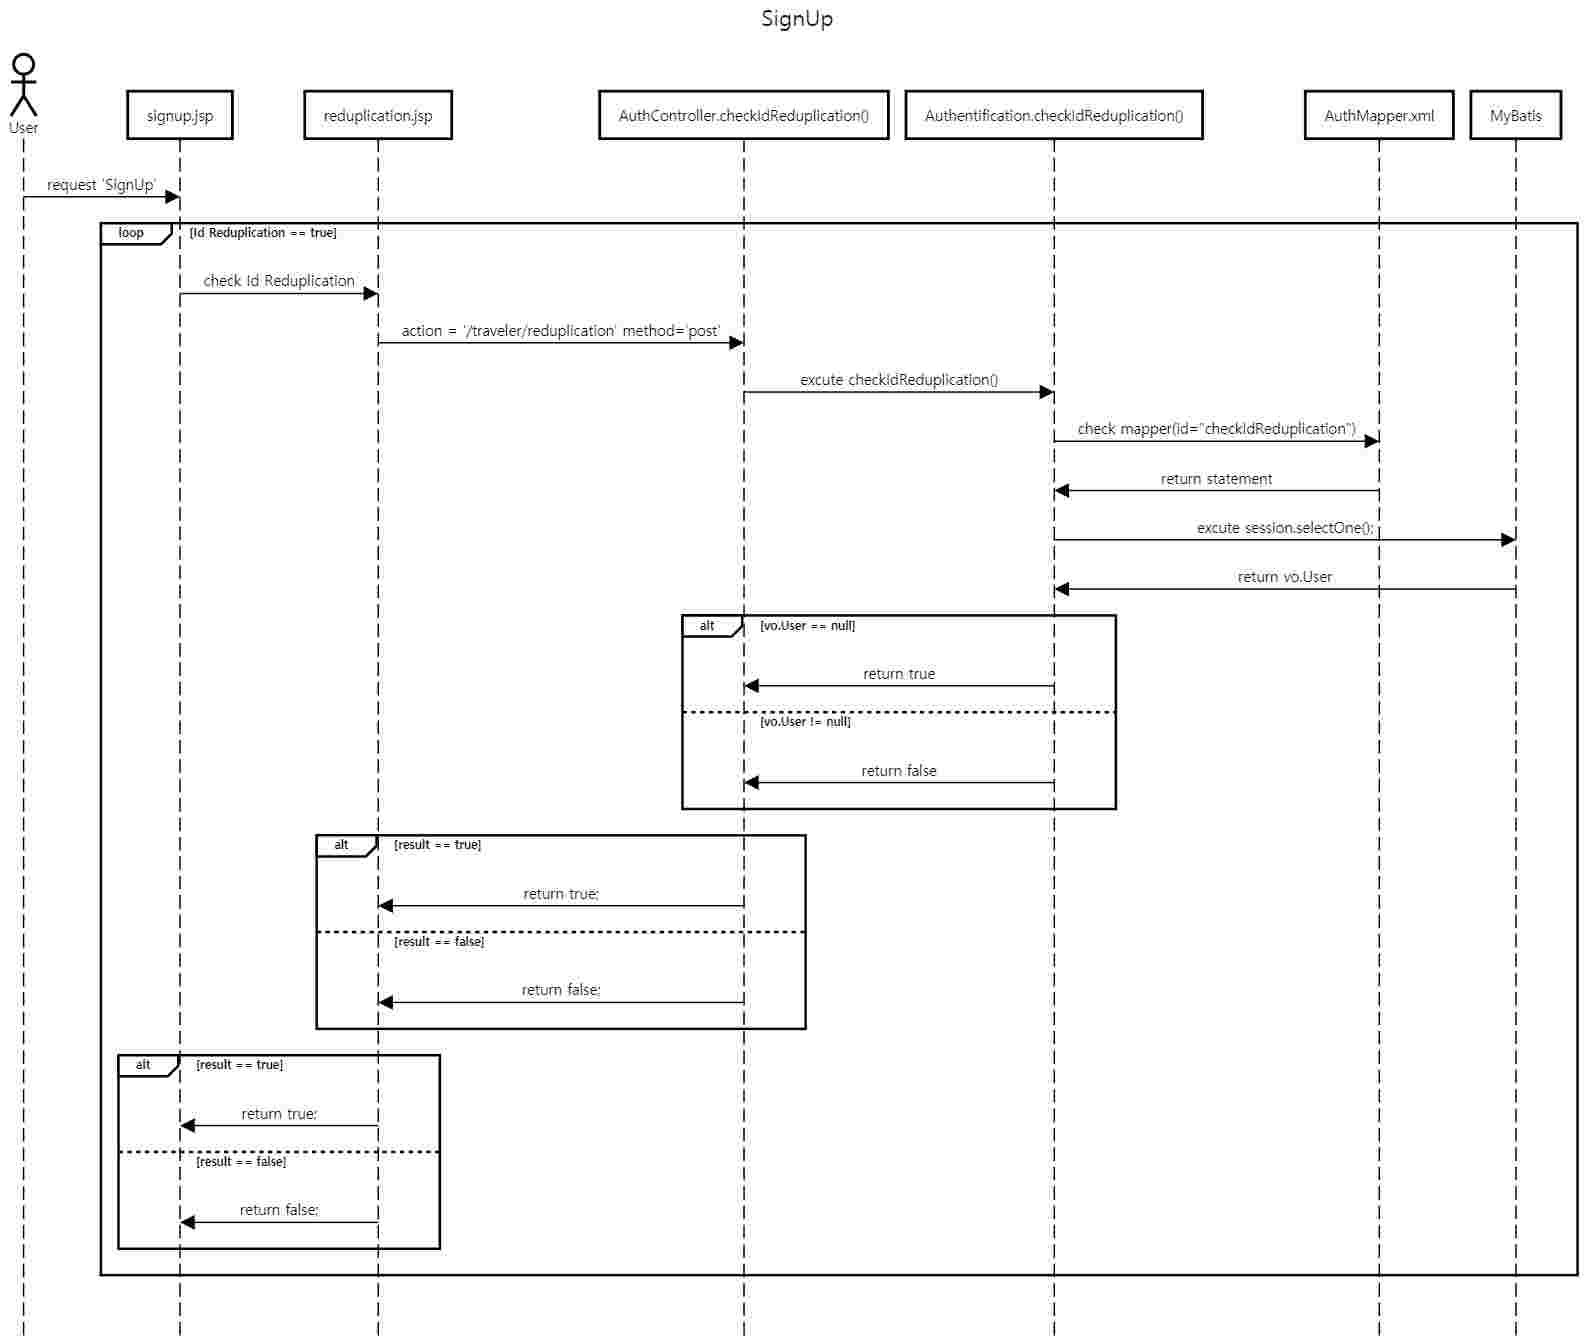 SignUp
User
signup.jsp
reduplication.jsp
AuthController.checkIdReduplication()
Authentification.checkIdReduplication()
AuthMapper.xml
MyBatis
request 'SignUp'
loop
[Id Reduplication == true]
check Id Reduplication
action = '/traveler/reduplication' method='post'
excute checkIdReduplication()
check mapper(id="checkIdReduplication")
return statement
excute session.selectOne();
return vo.User
alt
[vo.User == null]
return true
[vo.User != null]
return false
alt
[result == true]
return true;
[result == false]
return false;
alt
[result == true]
return true;
[result == false]
return false;